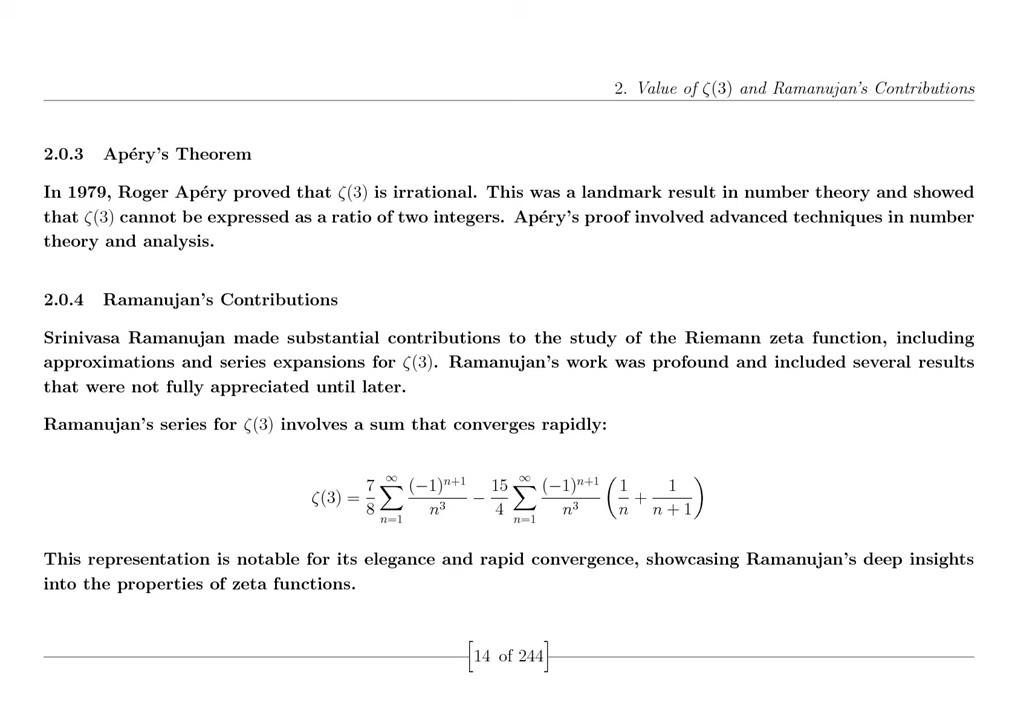 2. Value of ζ(3) and Ramanujan's Contributions
2.0.3 Apéry's Theorem
In 1979, Roger Apéry proved that ζ(3) is irrational. This was a landmark result in number theory and showed
that ζ(3) cannot be expressed as a ratio of two integers. Apéry's proof involved advanced techniques in number
theory and analysis.
2.0.4 Ramanujan's Contributions
Srinivasa Ramanujan made substantial contributions to the study of the Riemann zeta function, including
approximations and series expansions for ζ(3). Ramanujan's work was profound and included several results
that were not fully appreciated until later.
Ramanujan's series for ζ(3) involves a sum that converges rapidly:
ζ(3) = 7/8 ∑_{n=1}^{∞} (−1)^{n+1}/n^3 − 15/4 ∑_{n=1}^{∞} (−1)^{n+1}/n^3 (1/n + 1/(n+1))
This representation is notable for its elegance and rapid convergence, showcasing Ramanujan's deep insights
into the properties of zeta functions.
[14 of 244]